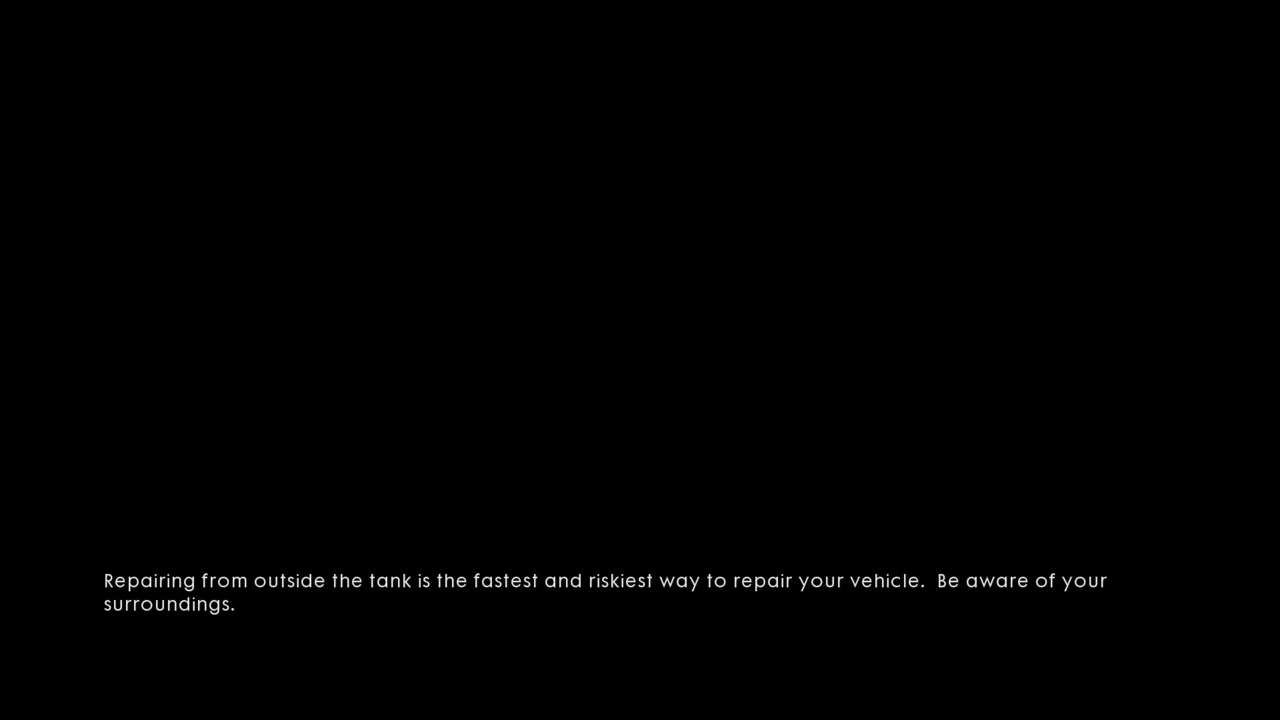 Repairing from outside the tank is the fastest and riskiest way to repair your vehicle.  Be aware of your
surroundings.